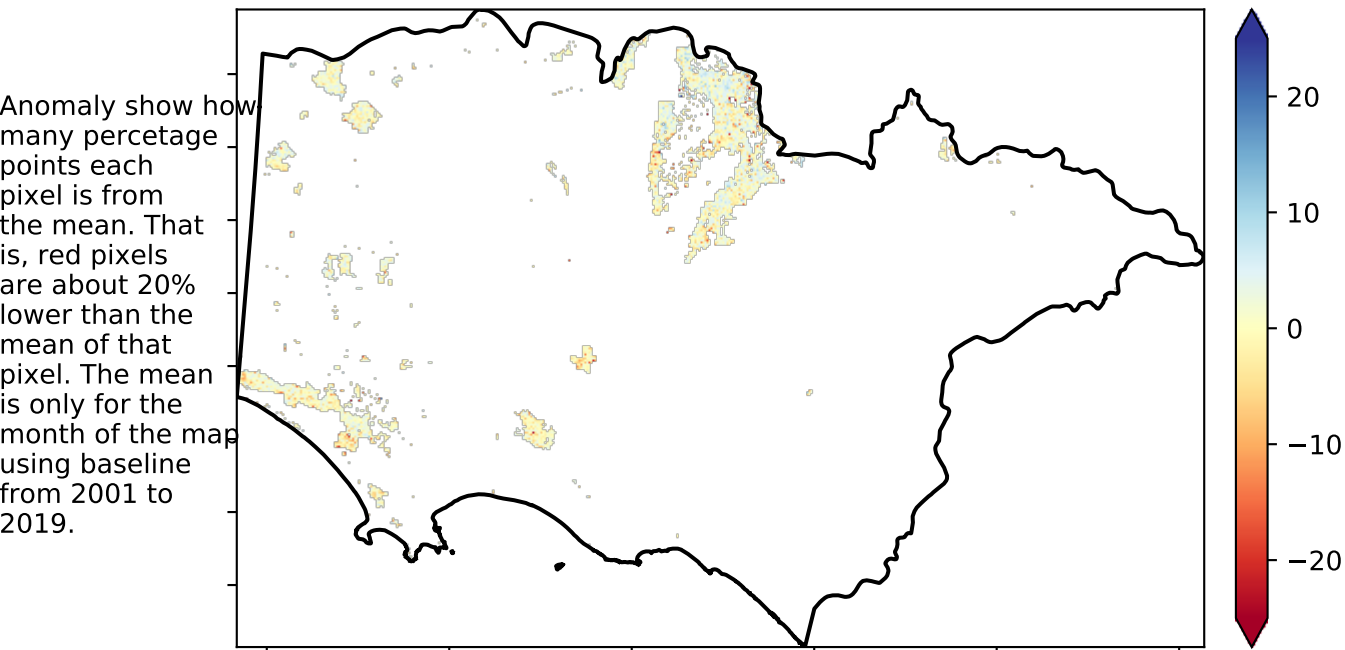 Anomaly show how
many percetage
points each
pixel is from
the mean. That
is, red pixels
are about 20%
lower than the
mean of that
pixel. The mean
is only for the
month of the map
using baseline
from 2001 to
2019.
20
10
0
−10
−20